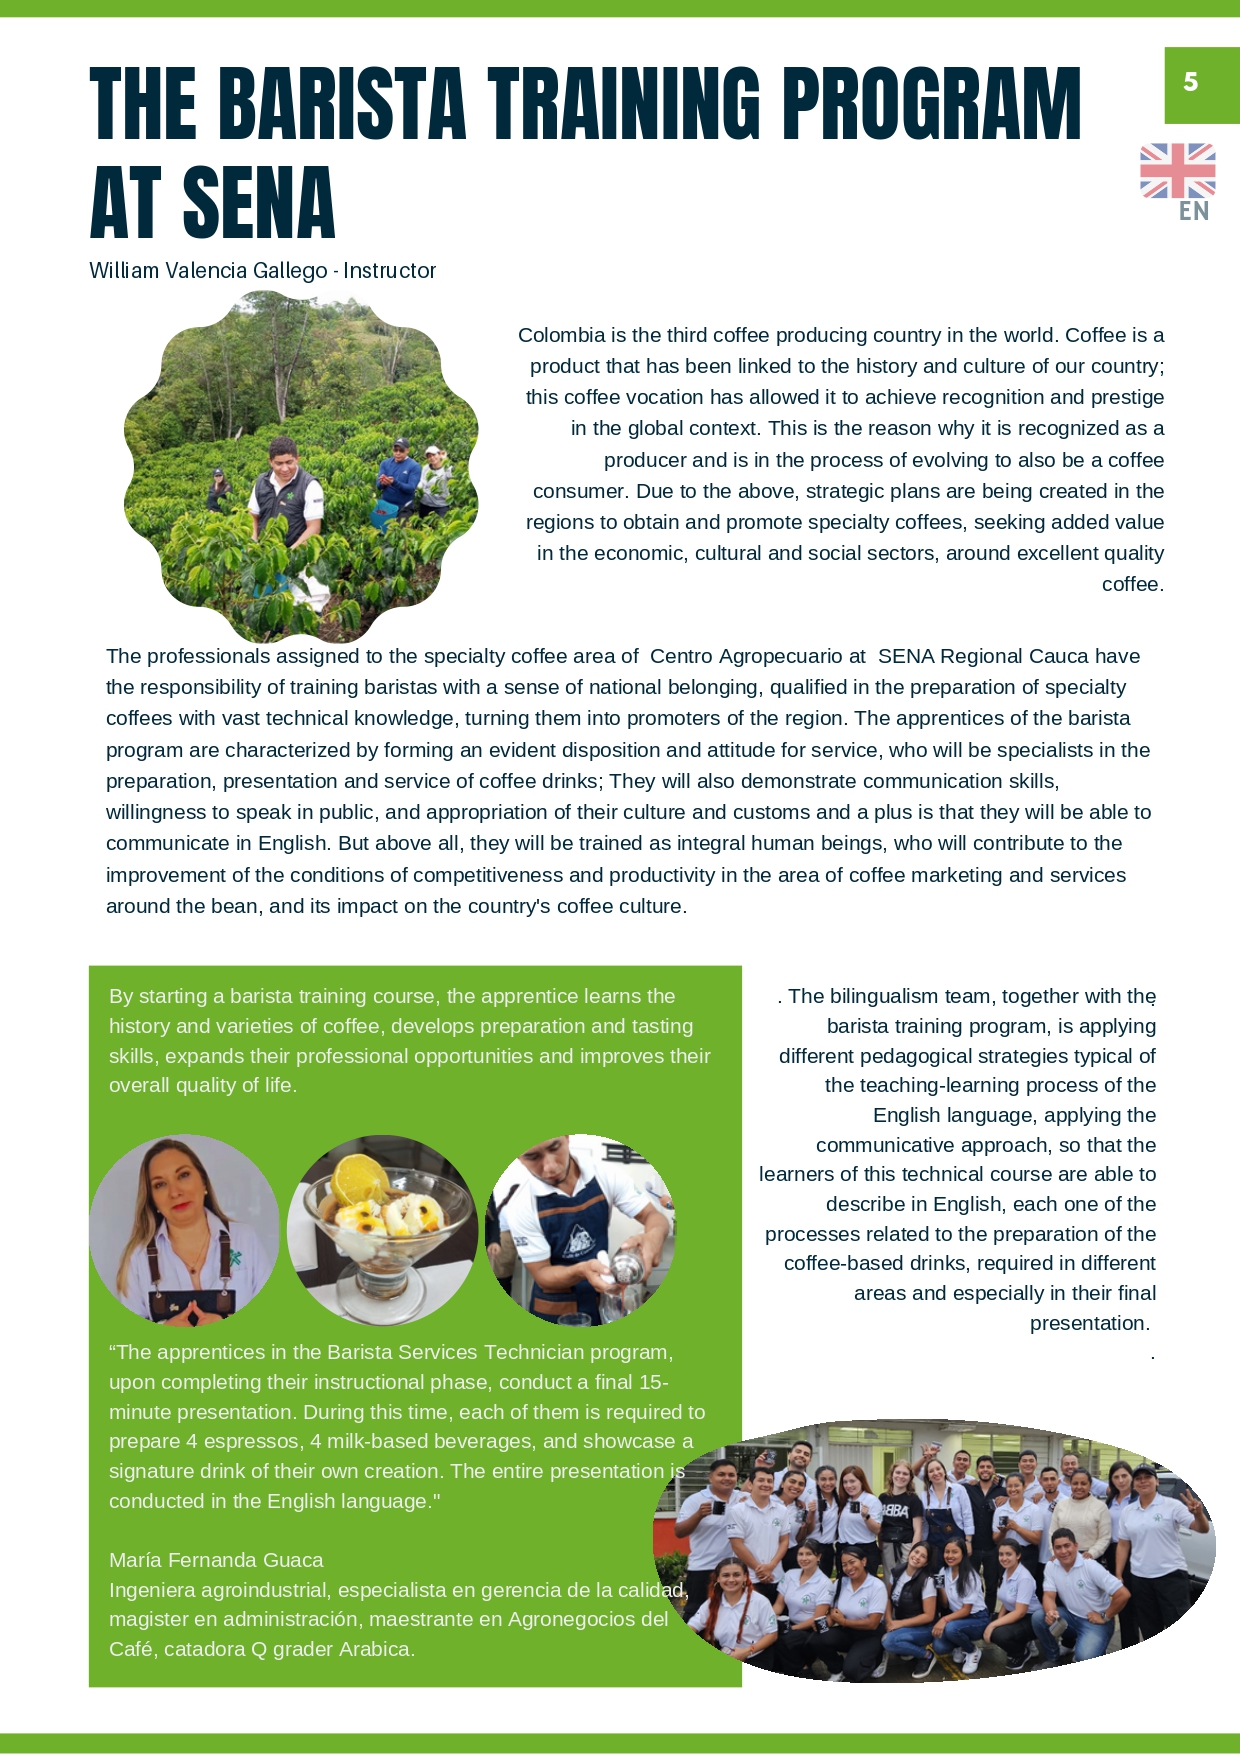 THE BARISTA TRAINING PROGRAM
AT SENA
5
EN
William Valencia Gallego - Instructor
Colombia is the third coffee producing country in the world. Coffee is a
product that has been linked to the history and culture of our country;
this coffee vocation has allowed it to achieve recognition and prestige
in the global context. This is the reason why it is recognized as a
producer and is in the process of evolving to also be a coffee
consumer. Due to the above, strategic plans are being created in the
regions to obtain and promote specialty coffees, seeking added value
in the economic, cultural and social sectors, around excellent quality
coffee.
The professionals assigned to the specialty coffee area of  Centro Agropecuario at  SENA Regional Cauca have
the responsibility of training baristas with a sense of national belonging, qualified in the preparation of specialty
coffees with vast technical knowledge, turning them into promoters of the region. The apprentices of the barista
program are characterized by forming an evident disposition and attitude for service, who will be specialists in the
preparation, presentation and service of coffee drinks; They will also demonstrate communication skills,
willingness to speak in public, and appropriation of their culture and customs and a plus is that they will be able to
communicate in English. But above all, they will be trained as integral human beings, who will contribute to the
improvement of the conditions of competitiveness and productivity in the area of coffee marketing and services
around the bean, and its impact on the country's coffee culture.
By starting a barista training course, the apprentice learns the
history and varieties of coffee, develops preparation and tasting
skills, expands their professional opportunities and improves their
overall quality of life.
“The apprentices in the Barista Services Technician program,
upon completing their instructional phase, conduct a final 15-
minute presentation. During this time, each of them is required to
prepare 4 espressos, 4 milk-based beverages, and showcase a
signature drink of their own creation. The entire presentation is
conducted in the English language."
María Fernanda Guaca
Ingeniera agroindustrial, especialista en gerencia de la calidad,
magister en administración, maestrante en Agronegocios del
Café, catadora Q grader Arabica.
. The bilingualism team, together with the
.
barista training program, is applying
different pedagogical strategies typical of
the teaching-learning process of the
English language, applying the
communicative approach, so that the
learners of this technical course are able to
describe in English, each one of the
processes related to the preparation of the
coffee-based drinks, required in different
areas and especially in their final
presentation.
.
ABBA